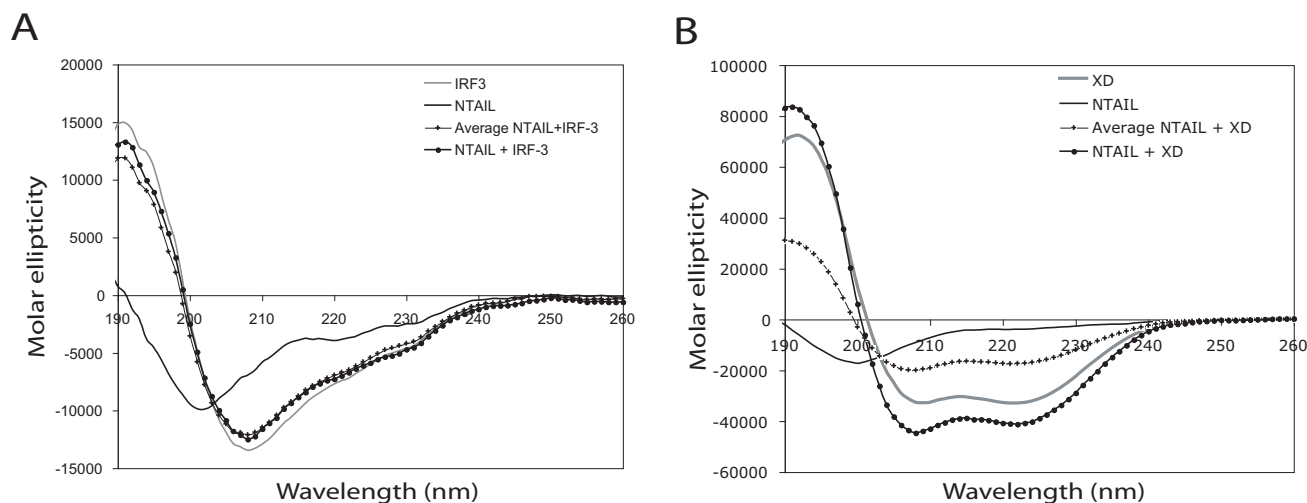 A
Molar ellipticity
20000
15000
10000
5000
0
-5000
-10000
-15000
190 200 210 220 230 240 250 260
IRF3
NTAIL
Average NTAIL+IRF-3
NTAIL + IRF-3
Wavelength (nm)
B
Molar ellipticity
100000
80000
60000
40000
20000
0
-20000
-40000
-60000
190 200 210 220 230 240 250 260
XD
NTAIL
Average NTAIL + XD
NTAIL + XD
Wavelength (nm)